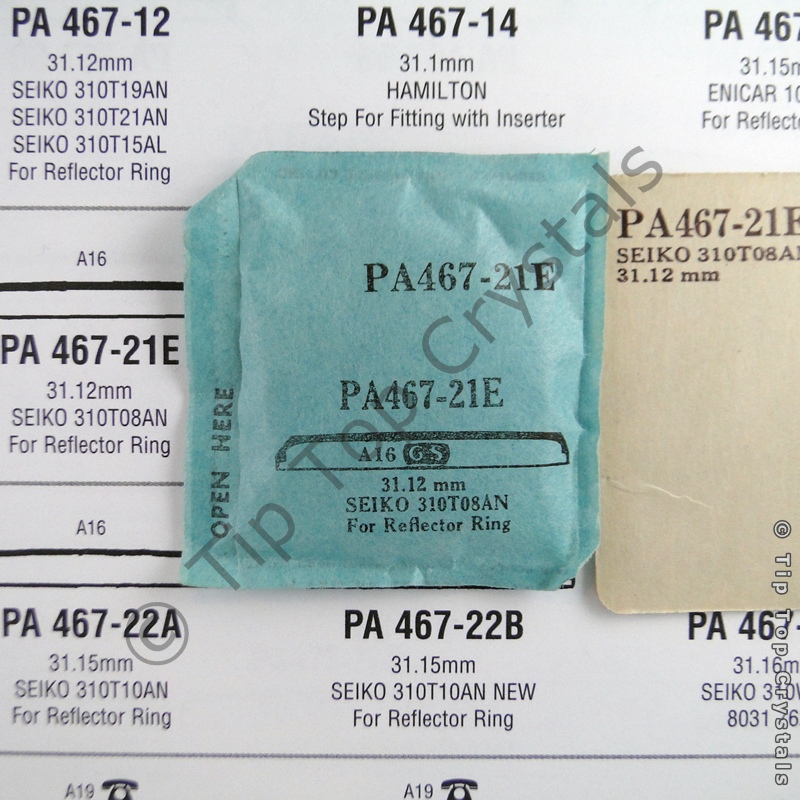 PA 467-12
31.12mm
SEIKO 310T19AN
SEIKO 310T21AN
SEIKO 310T15AL
For Reflector Ring
A16
PA 467-14
31.1mm
HAMILTON
Step For Fitting with Inserter
PA 467
31.15m
ENICAR 10
For Reflecto
PA 467-21E
31.12mm
SEIKO 310T08AN
For Reflector Ring
A16
OPEN HERE
PA467-21E
PA467-21E
A16 GS
31.12 mm
SEIKO 310T08AN
For Reflector Ring
PA467-21E
SEIKO 310T08AN
31.12 mm
PA 467-22A
31.15mm
SEIKO 310T10AN
For Reflector Ring
A19
PA 467-22B
31.15mm
SEIKO 310T10AN NEW
For Reflector Ring
A19
PA 467-
31.16m
SEIKO
8031
© Tip Top Crystals
© Tip TopCrystals